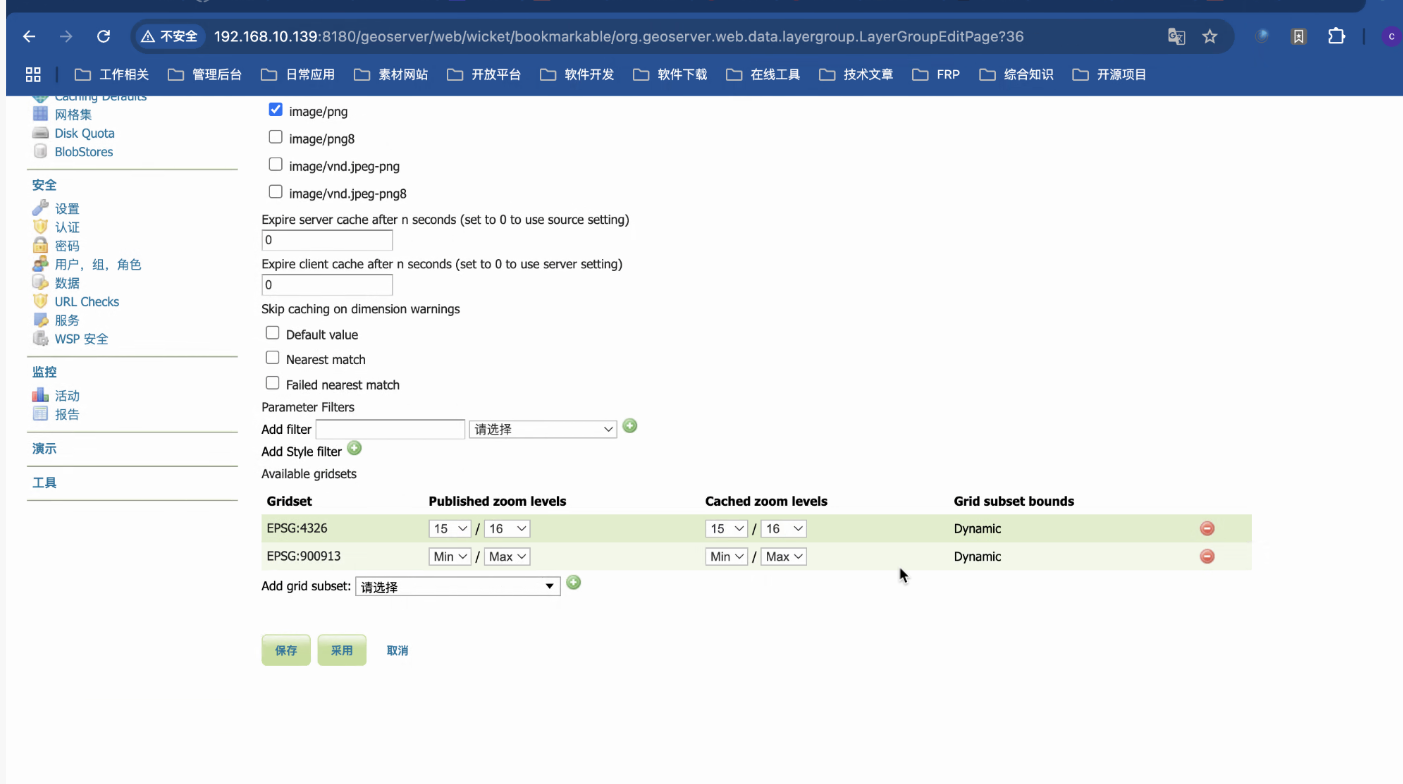 不安全 192.168.10.139:8180/geoserver/web/wicket/bookmarkable/org.geoserver.web.data.layergroup.LayerGroupEditPage?36
工作相关 管理后台 日常应用 素材网站 开放平台 软件开发 软件下载 在线工具 技术文章 FRP 综合知识 开源项目
Caching Defaults
网格集
Disk Quota
BlobStores
安全
设置
认证
密码
用户，组，角色
数据
URL Checks
服务
WSP 安全
监控
活动
报告
演示
工具
image/png
image/png8
image/vnd.jpeg-png
image/vnd.jpeg-png8
Expire server cache after n seconds (set to 0 to use source setting)
0
Expire client cache after n seconds (set to 0 to use server setting)
0
Skip caching on dimension warnings
Default value
Nearest match
Failed nearest match
Parameter Filters
Add filter 请选择
Add Style filter
Available gridsets
Gridset Published zoom levels Cached zoom levels Grid subset bounds
EPSG:4326 15 / 16 15 / 16 Dynamic
EPSG:900913 Min / Max Min / Max Dynamic
Add grid subset: 请选择
保存 采用 取消